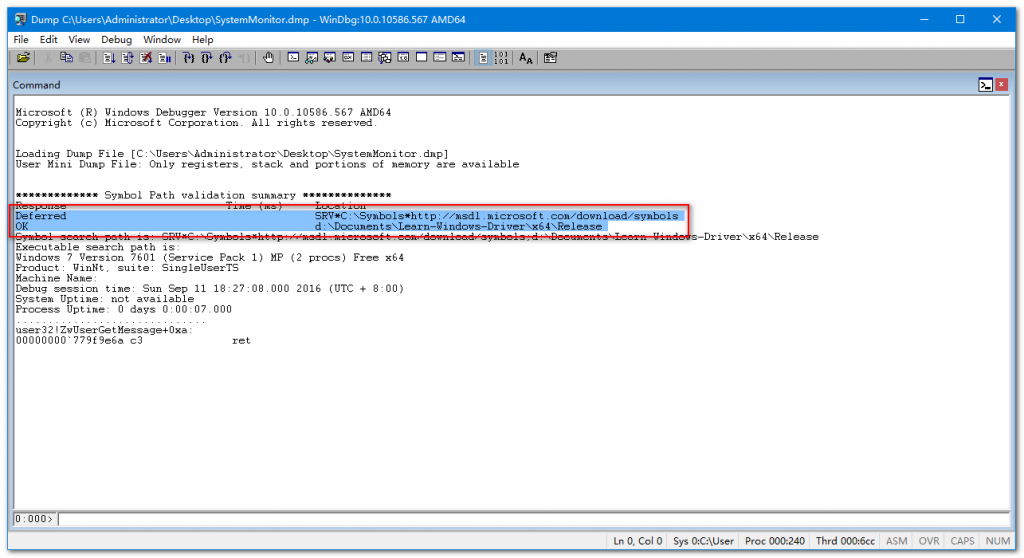 Dump C:\Users\Administrator\Desktop\SystemMonitor.dmp - WinDbg:10.0.10586.567 AMD64
File Edit View Debug Window Help
Command
Microsoft (R) Windows Debugger Version 10.0.10586.567 AMD64
Copyright (c) Microsoft Corporation. All rights reserved.
Loading Dump File [C:\Users\Administrator\Desktop\SystemMonitor.dmp]
User Mini Dump File: Only registers, stack and portions of memory are available
************* Symbol Path validation summary **************
Response Time (ms) Location
Deferred SRV*C:\Symbols*http://msdl.microsoft.com/download/symbols
OK d:\Documents\Learn-Windows-Driver\x64\Release
Symbol search path is: SRV*C:\Symbols*http://msdl.microsoft.com/download/symbols;d:\Documents\Learn-Windows-Driver\x64\Release
Executable search path is:
Windows 7 Version 7601 (Service Pack 1) MP (2 procs) Free x64
Product: WinNt, suite: SingleUserTS
Machine Name:
Debug session time: Sun Sep 11 18:27:08.000 2016 (UTC + 8:00)
System Uptime: not available
Process Uptime: 0 days 0:00:07.000
..............................
user32!ZwUserGetMessage+0xa:
00000000`779f9e6a c3 ret
0:000>
Ln 0, Col 0 Sys 0:C:\User Proc 000:240 Thrd 000:6cc ASM OVR CAPS NUM